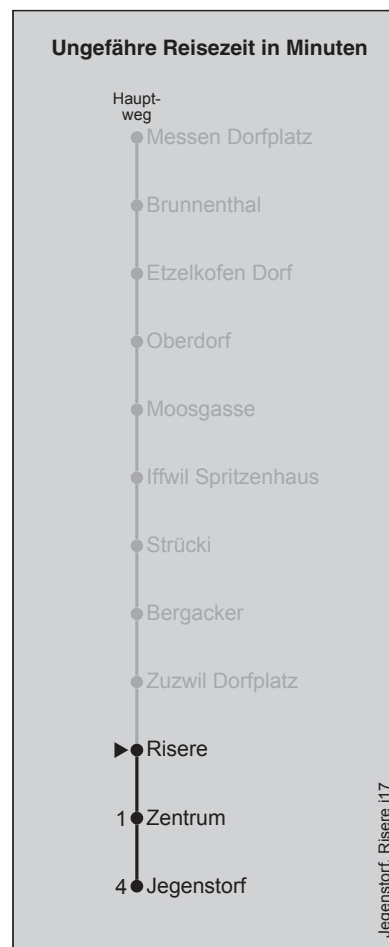 Ungefähre Reisezeit in Minuten
Haupt-
weg
Messen Dorfplatz
Brunnenthal
Etzelkofen Dorf
Oberdorf
Moosgasse
Iffwil Spritzenhaus
Strücki
Bergacker
Zuzwil Dorfplatz
Risere
1 Zentrum
4 Jegenstorf
Jegenstorf, Risere j17